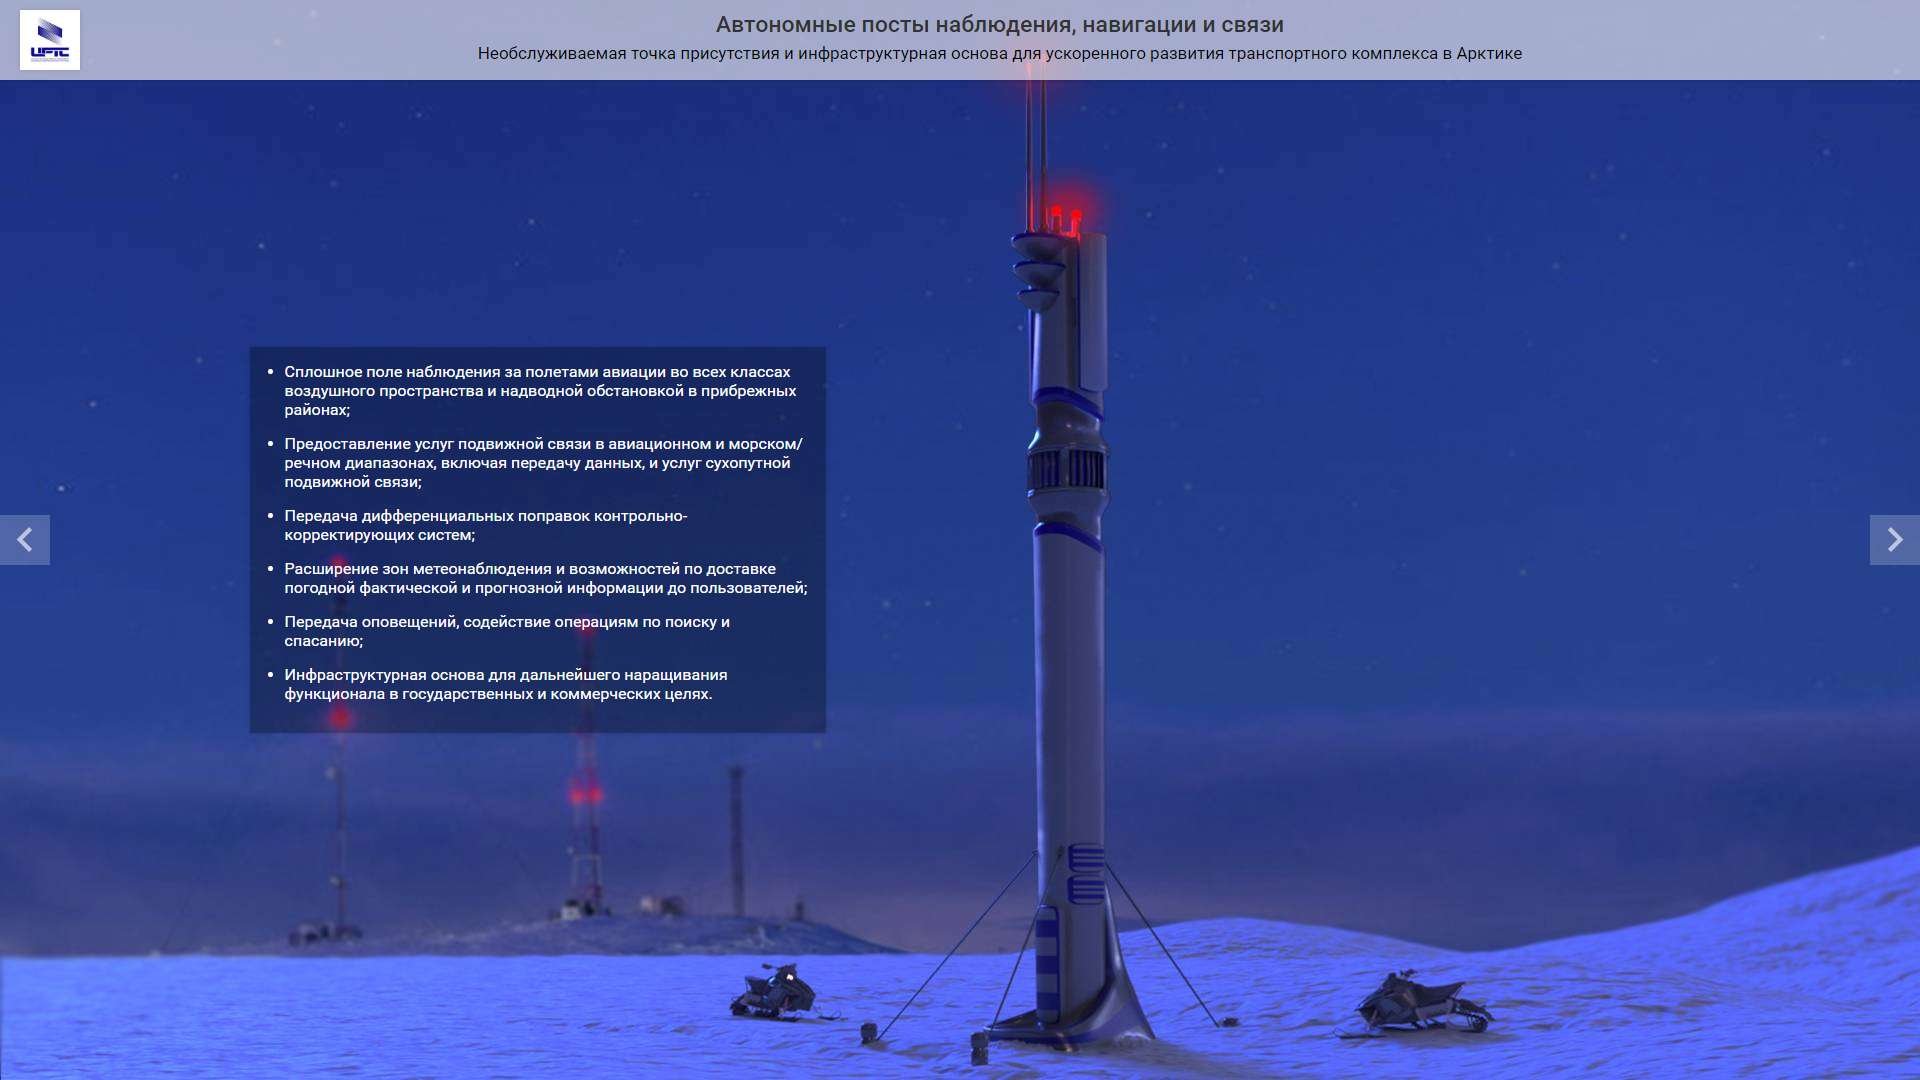 UFTC
Автономные посты наблюдения, навигации и связи
Необслуживаемая точка присутствия и инфраструктурная основа для ускоренного развития транспортного комплекса в Арктике
• Сплошное поле наблюдения за полетами авиации во всех классах
воздушного пространства и надводной обстановкой в прибрежных
районах;
• Предоставление услуг подвижной связи в авиационном и морском/
речном диапазонах, включая передачу данных, и услуг сухопутной
подвижной связи;
• Передача дифференциальных поправок контрольно-
корректирующих систем;
• Расширение зон метеонаблюдения и возможностей по доставке
погодной фактической и прогнозной информации до пользователей;
• Передача оповещений, содействие операциям по поиску и
спасанию;
• Инфраструктурная основа для дальнейшего наращивания
функционала в государственных и коммерческих целях.